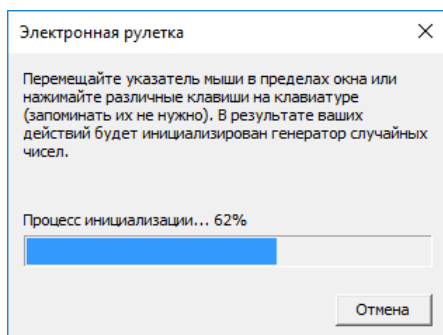 Электронная рулетка
Перемещайте указатель мыши в пределах окна или
нажимайте различные клавиши на клавиатуре
(запоминать их не нужно). В результате ваших
действий будет инициализирован генератор случайных
чисел.
Процесс инициализации... 62%
Отмена